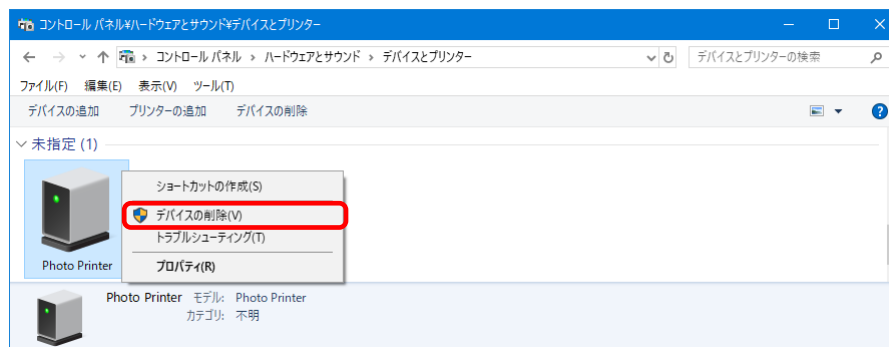 コントロール パネル¥ハードウェアとサウンド¥デバイスとプリンター
コントロール パネル › ハードウェアとサウンド › デバイスとプリンター デバイスとプリンターの検索
ファイル(F) 編集(E) 表示(V) ツール(T)
デバイスの追加 プリンターの追加 デバイスの削除
未指定 (1)
ショートカットの作成(S)
デバイスの削除(V)
トラブルシューティング(T)
プロパティ(R)
Photo Printer
Photo Printer モデル: Photo Printer
カテゴリ: 不明